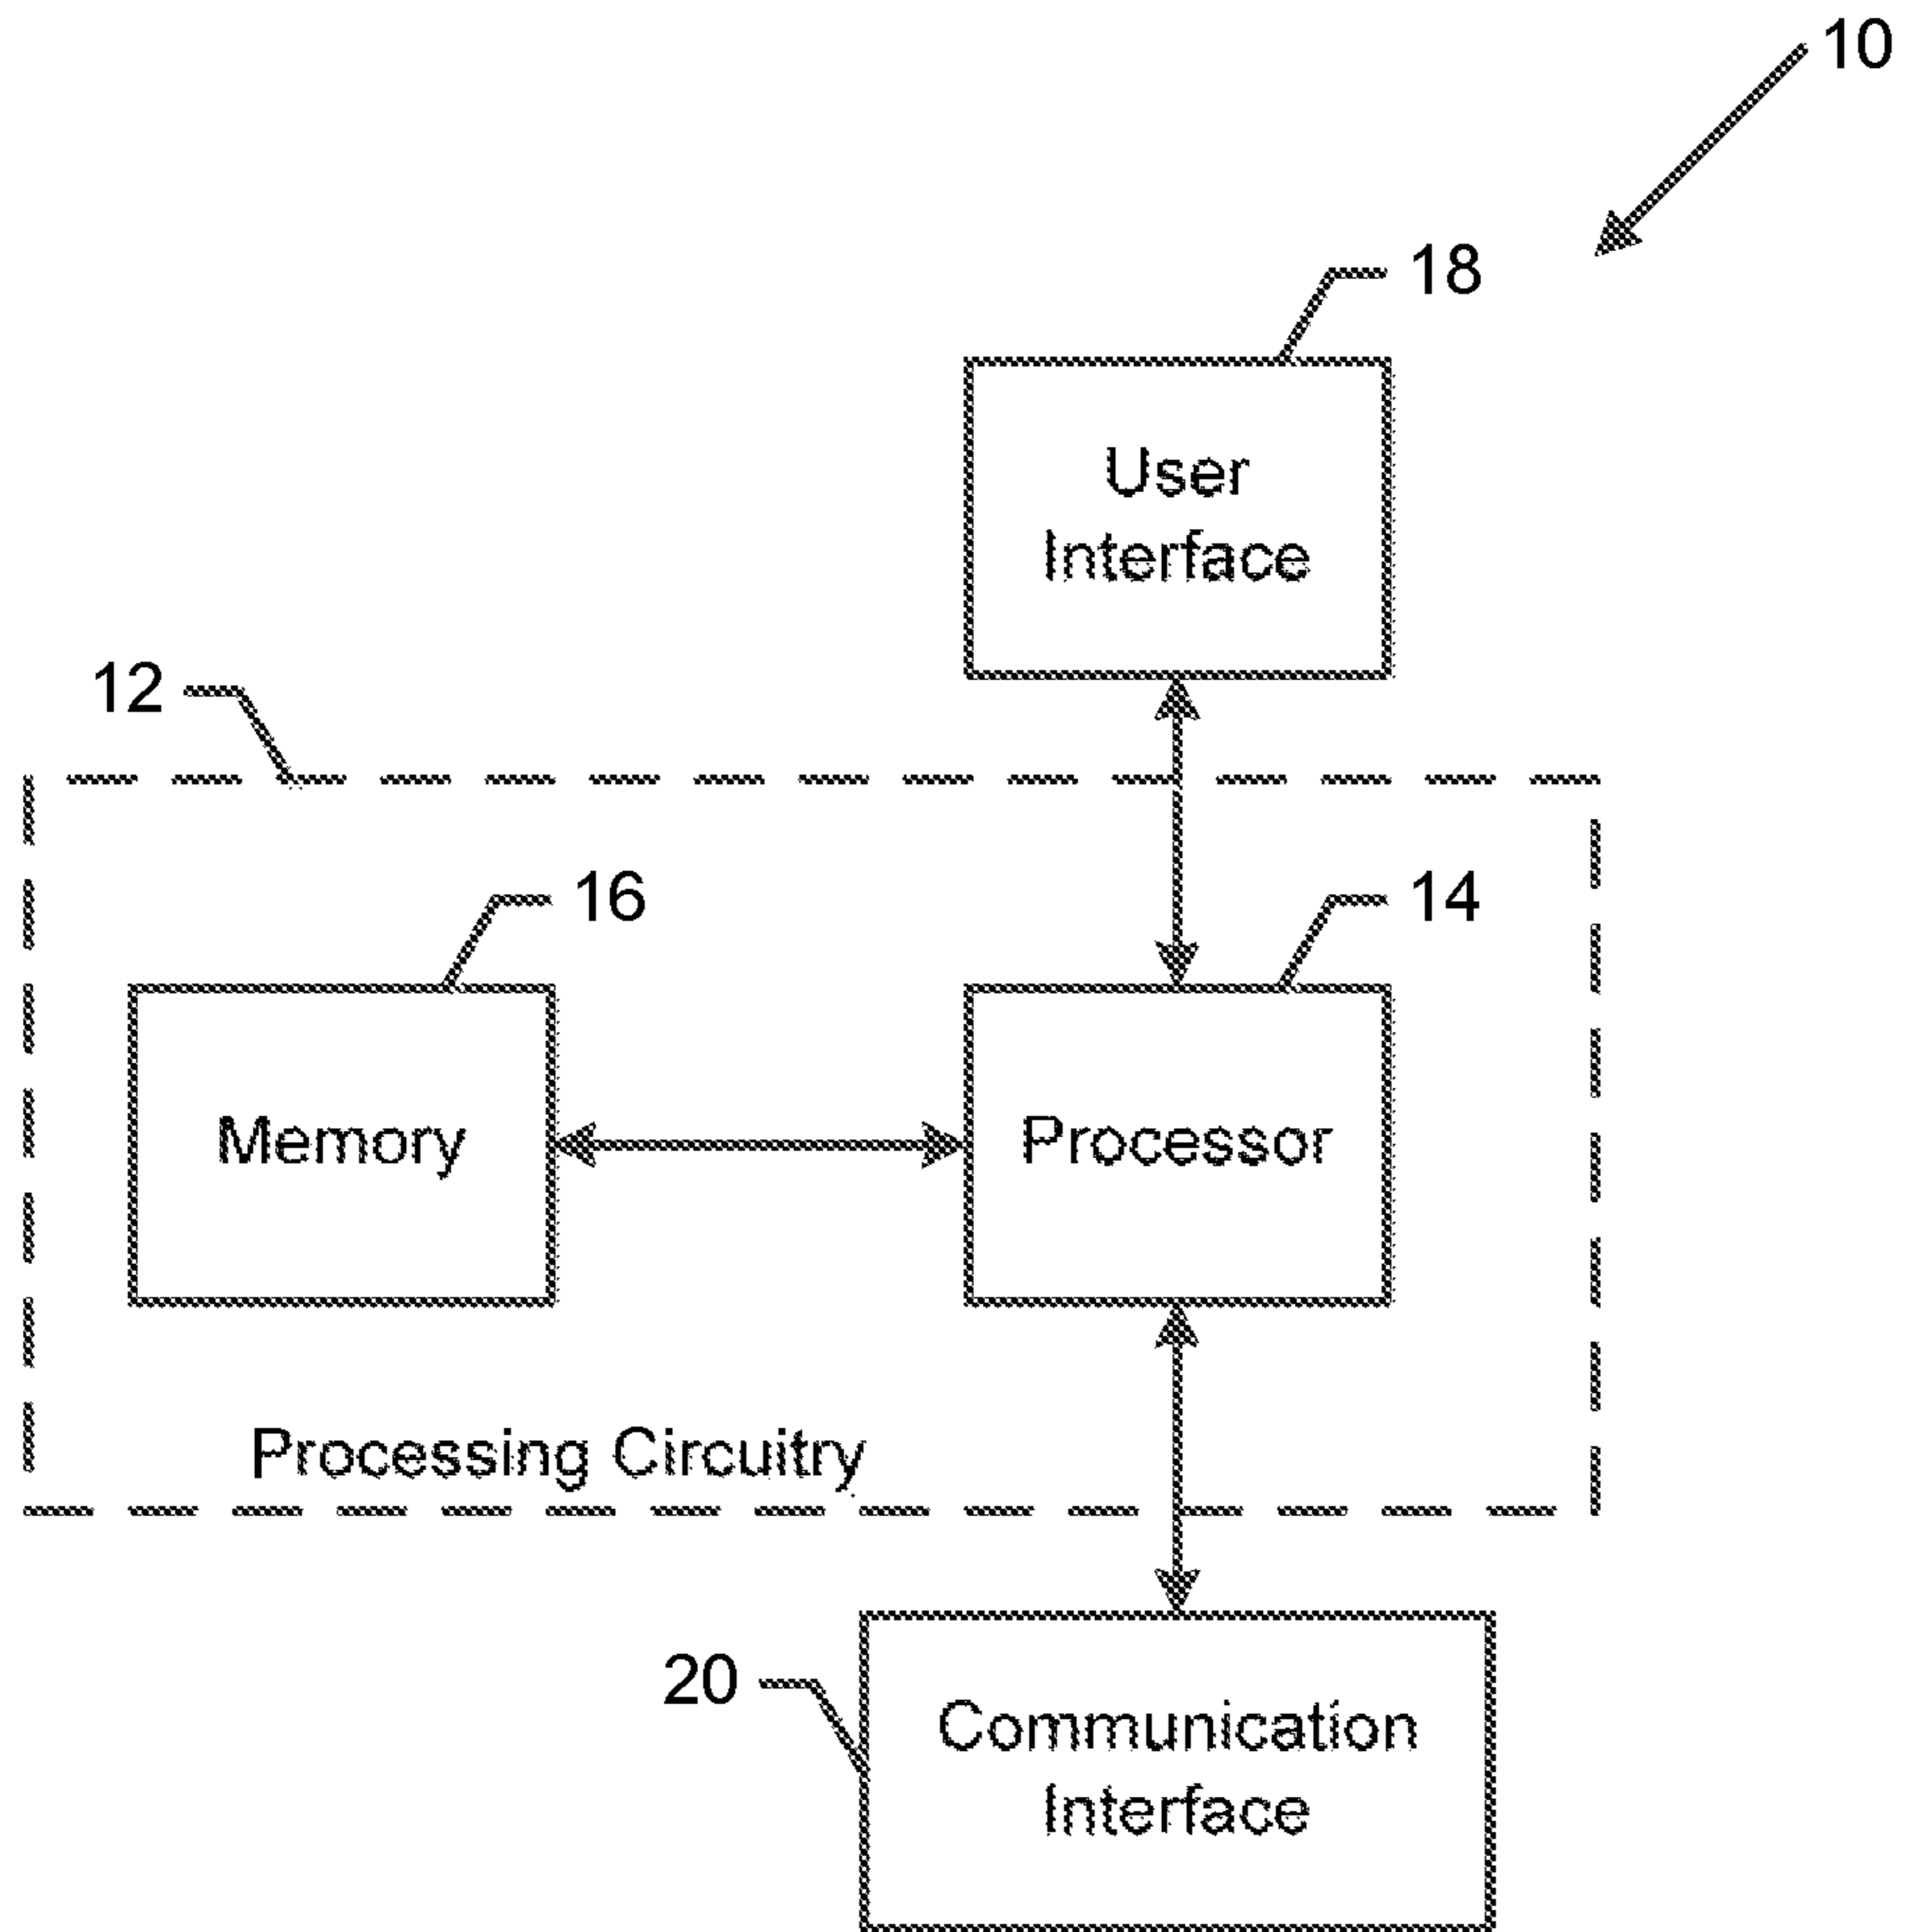 10
18
User
Interface
12
16
14
Memory
Processor
Processing Circuitry
20
Communication
Interface